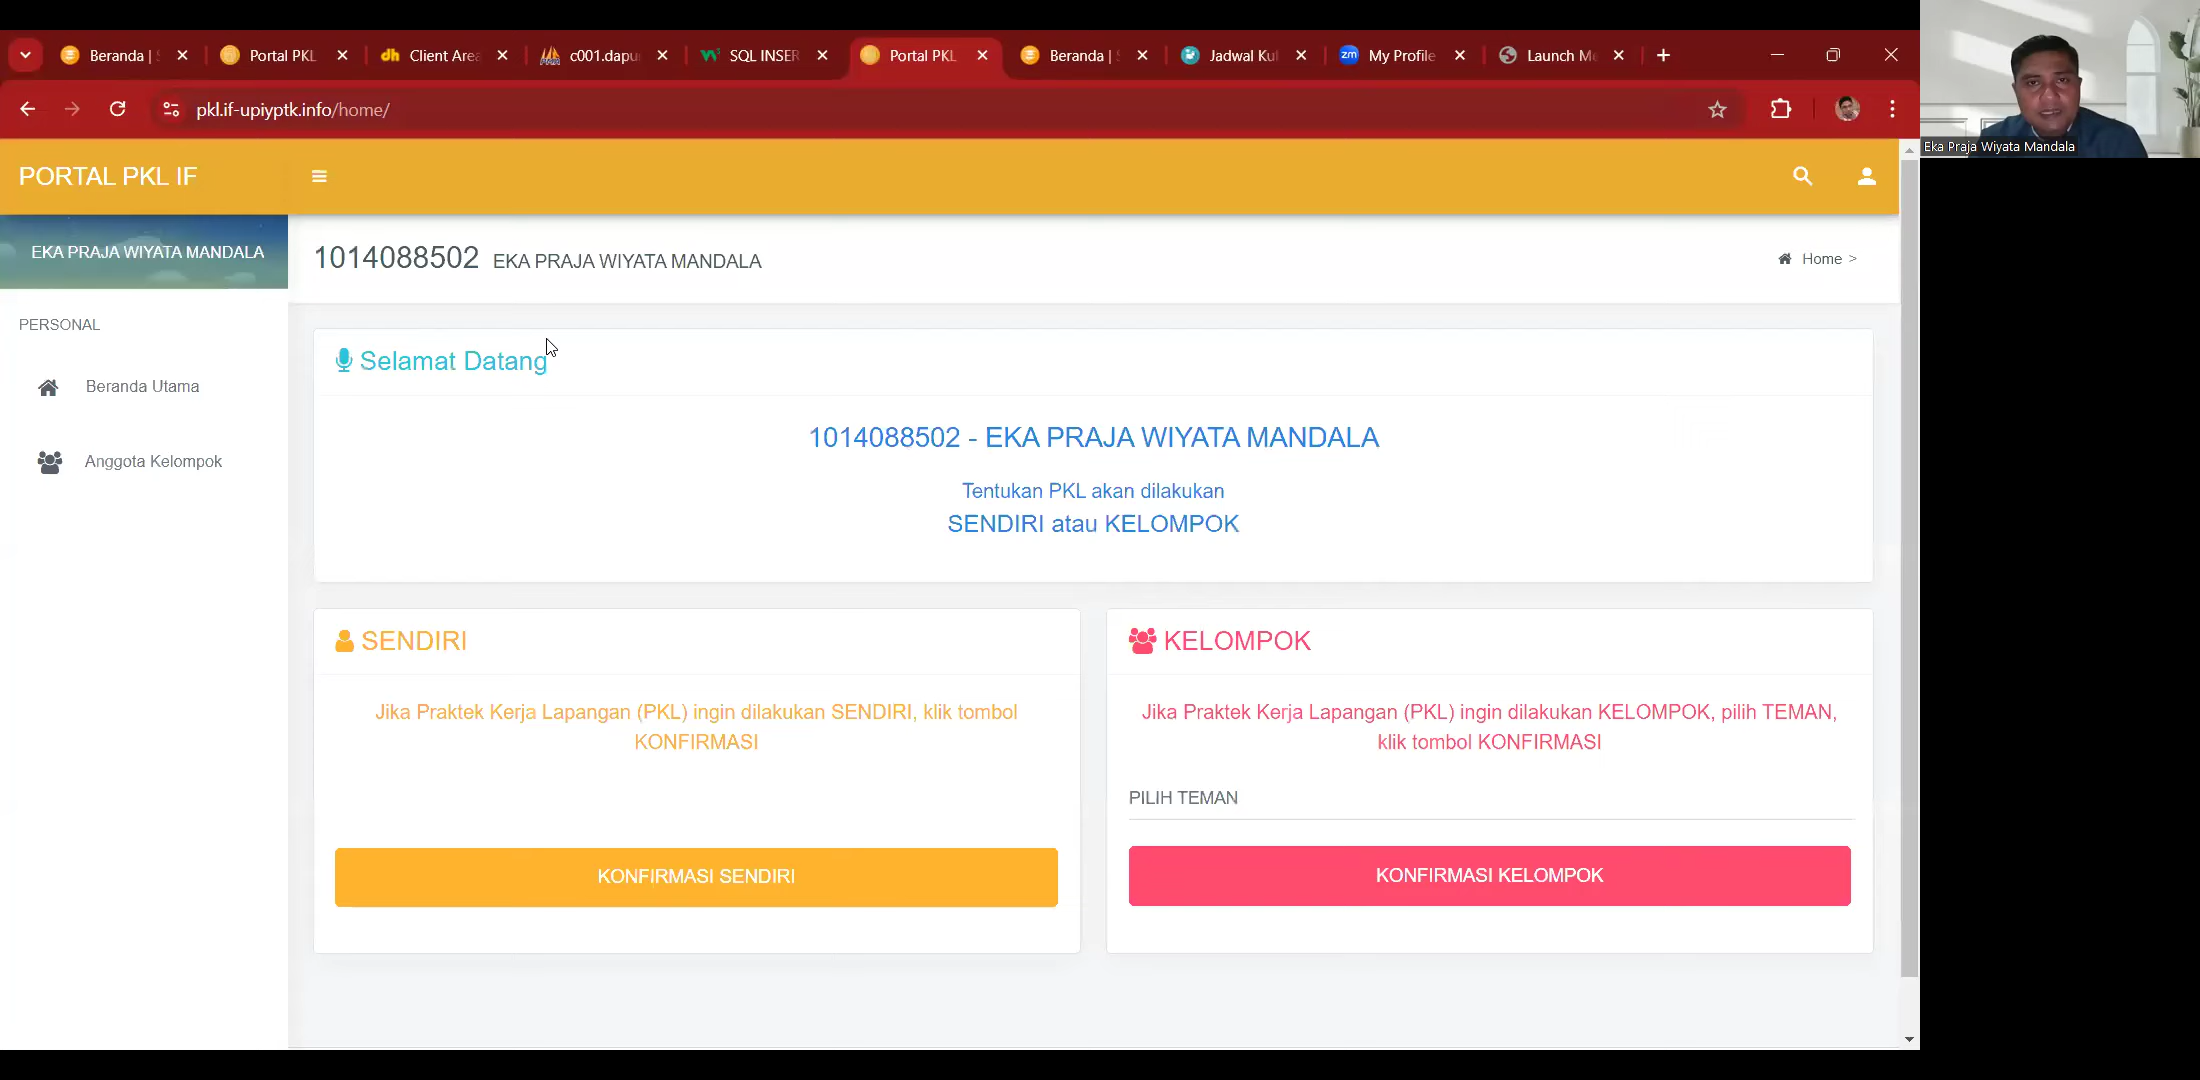 Beranda |
Portal PKL
Client Area
c001.dapu
SQL INSER
Portal PKL
Beranda |
Jadwal Ku
zm My Profile
Launch Me
pkl.if-upiyptk.info/home/
Eka Praja Wiyata Mandala
PORTAL PKL IF
EKA PRAJA WIYATA MANDALA
1014088502 EKA PRAJA WIYATA MANDALA
Home >
PERSONAL
Beranda Utama
Anggota Kelompok
Selamat Datang
1014088502 - EKA PRAJA WIYATA MANDALA
Tentukan PKL akan dilakukan
SENDIRI atau KELOMPOK
SENDIRI
Jika Praktek Kerja Lapangan (PKL) ingin dilakukan SENDIRI, klik tombol
KONFIRMASI
KONFIRMASI SENDIRI
KELOMPOK
Jika Praktek Kerja Lapangan (PKL) ingin dilakukan KELOMPOK, pilih TEMAN,
klik tombol KONFIRMASI
PILIH TEMAN
KONFIRMASI KELOMPOK